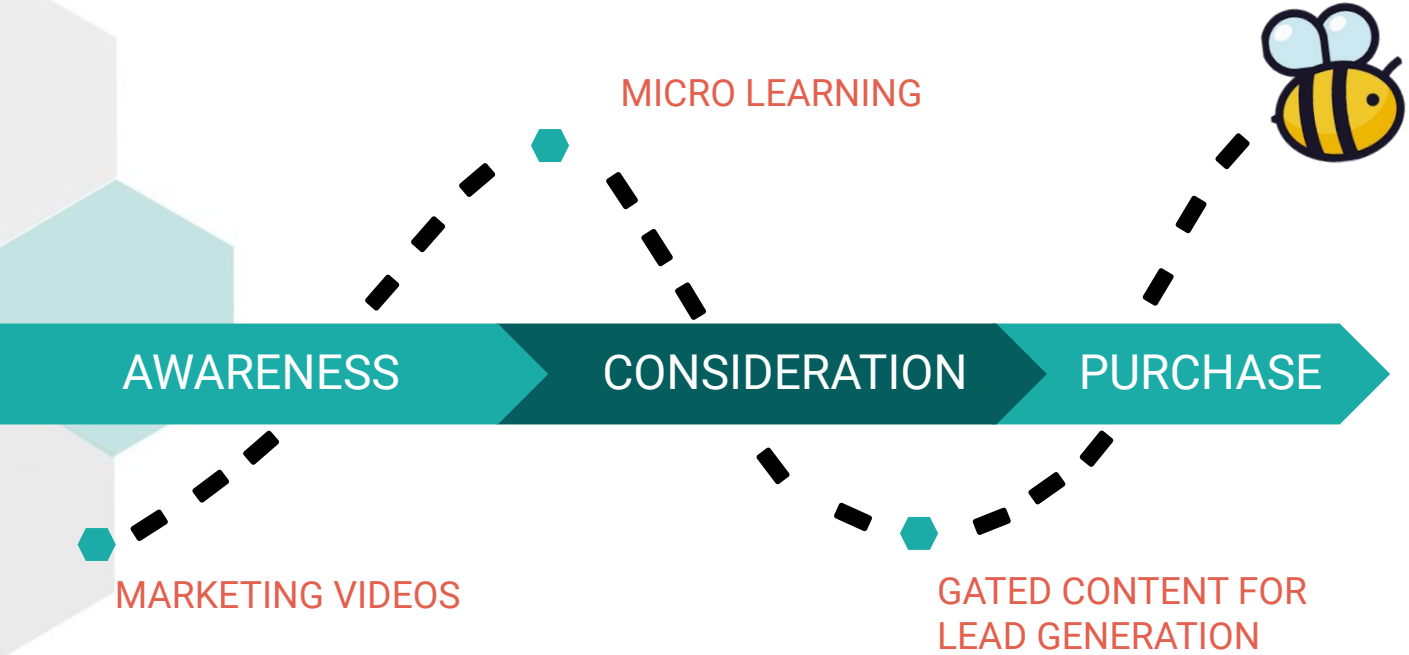 MICRO LEARNING
AWARENESS
CONSIDERATION
PURCHASE
MARKETING VIDEOS
GATED CONTENT FOR
LEAD GENERATION